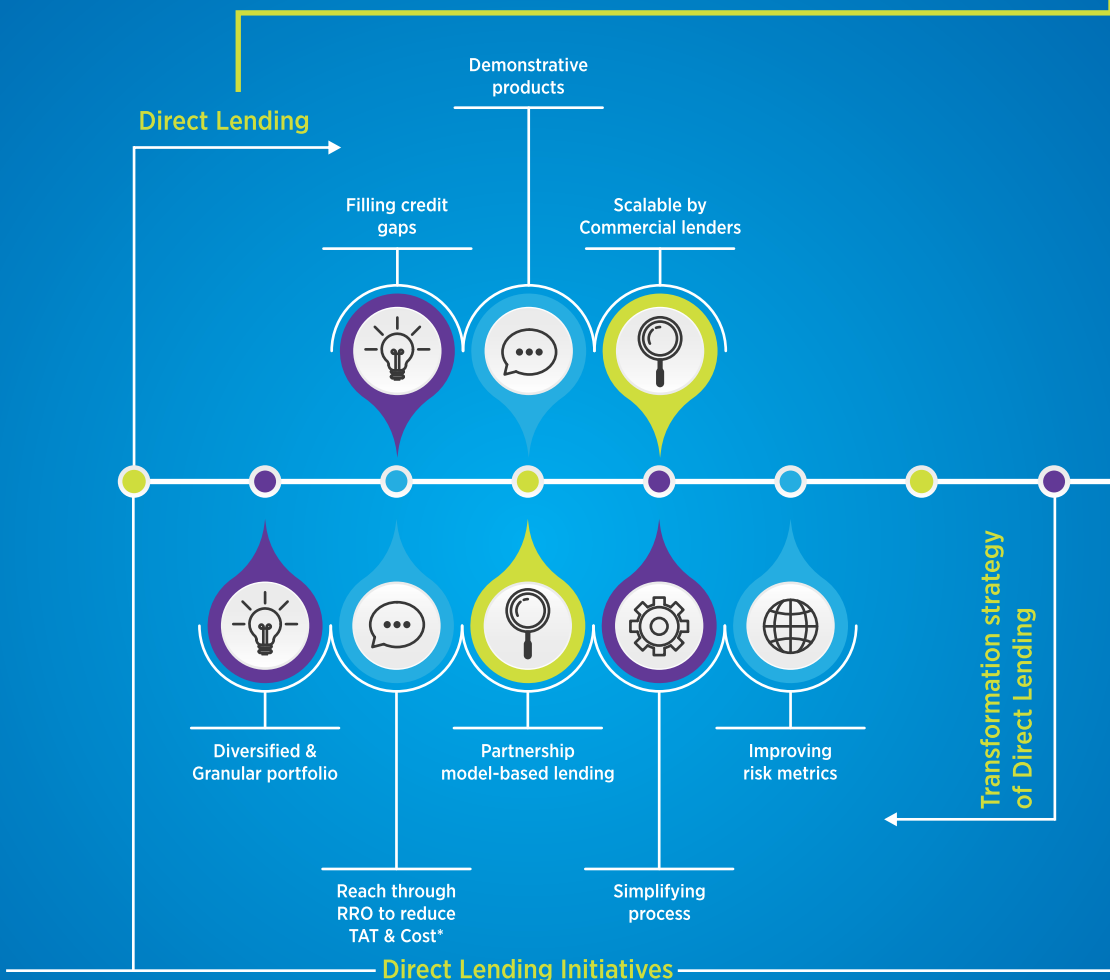 Demonstrative
products
Direct Lending
Filling credit
gaps
Scalable by
Commercial lenders
Transformation strategy
of Direct Lending
Diversified &
Granular portfolio
Partnership
model-based lending
Improving
risk metrics
Reach through
RRO to reduce
TAT & Cost*
Simplifying
process
Direct Lending Initiatives